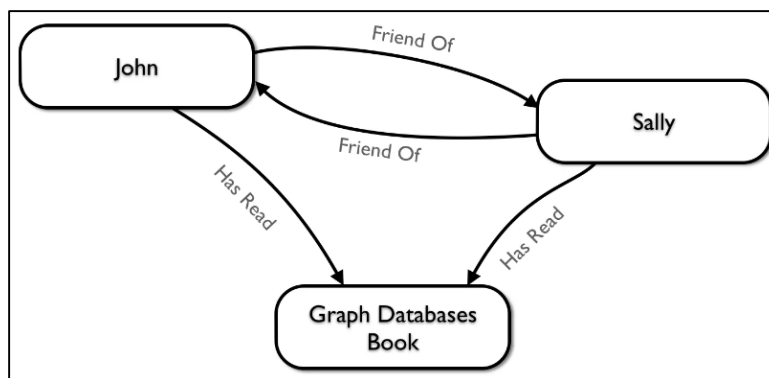 Friend Of
John
Sally
Friend Of
Has Read
Has Read
Graph Databases
Book